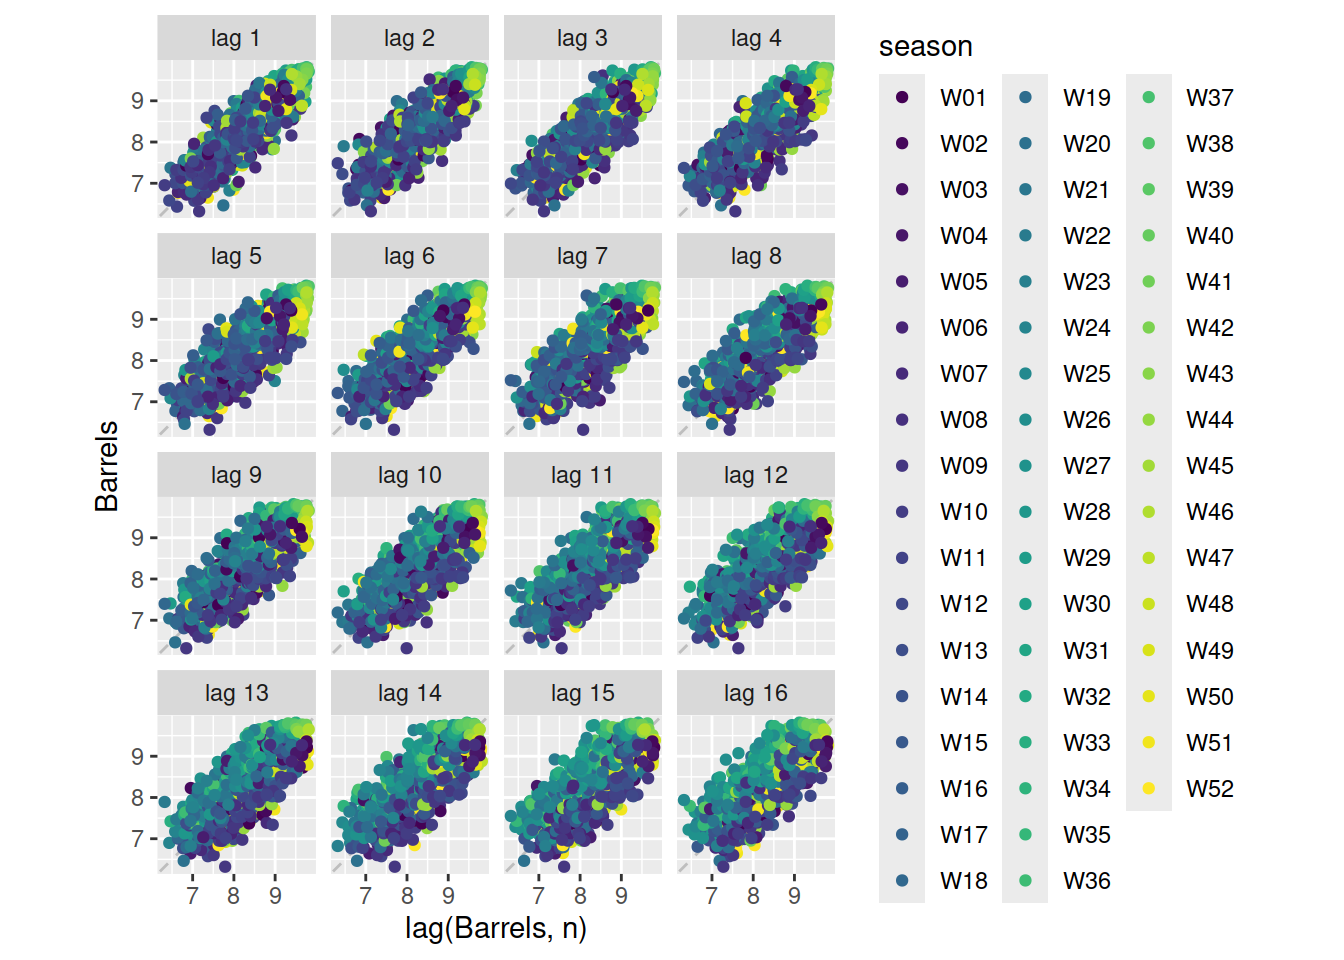 lag 1 lag 2 lag 3 lag 4
9
8
7
lag 5 lag 6 lag 7 lag 8
9
8
7
lag 9 lag 10 lag 11 lag 12
9
8
7
lag 13 lag 14 lag 15 lag 16
9
8
7
7 8 9 7 8 9 7 8 9 7 8 9
lag(Barrels, n)
Barrels
season
W01 W19 W37
W02 W20 W38
W03 W21 W39
W04 W22 W40
W05 W23 W41
W06 W24 W42
W07 W25 W43
W08 W26 W44
W09 W27 W45
W10 W28 W46
W11 W29 W47
W12 W30 W48
W13 W31 W49
W14 W32 W50
W15 W33 W51
W16 W34 W52
W17 W35
W18 W36